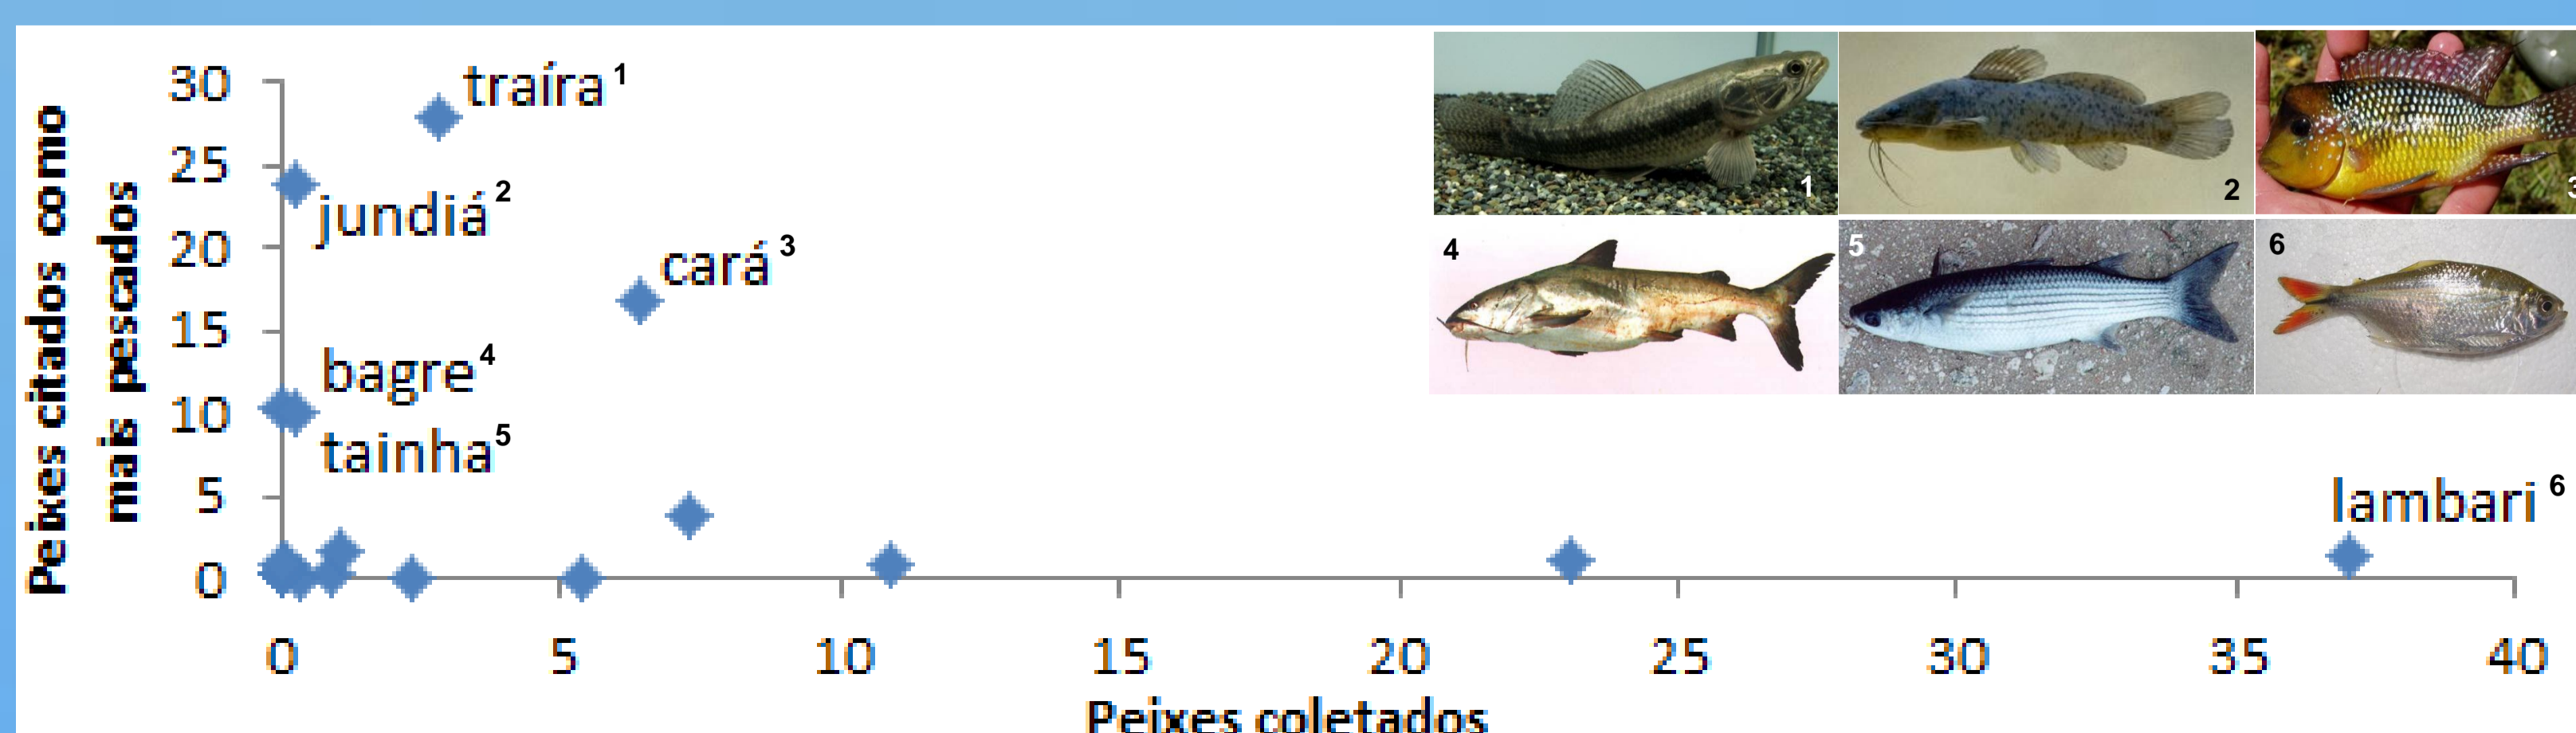 Peixes citados como
mais pescados
30
25
20
15
10
5
0
traíra 1
jundiá 2
cará 3
bagre 4
tainha 5
lambari 6
0 5 10 15 20 25 30 35 40
Peixes coletados
1
2
3
4
5
6